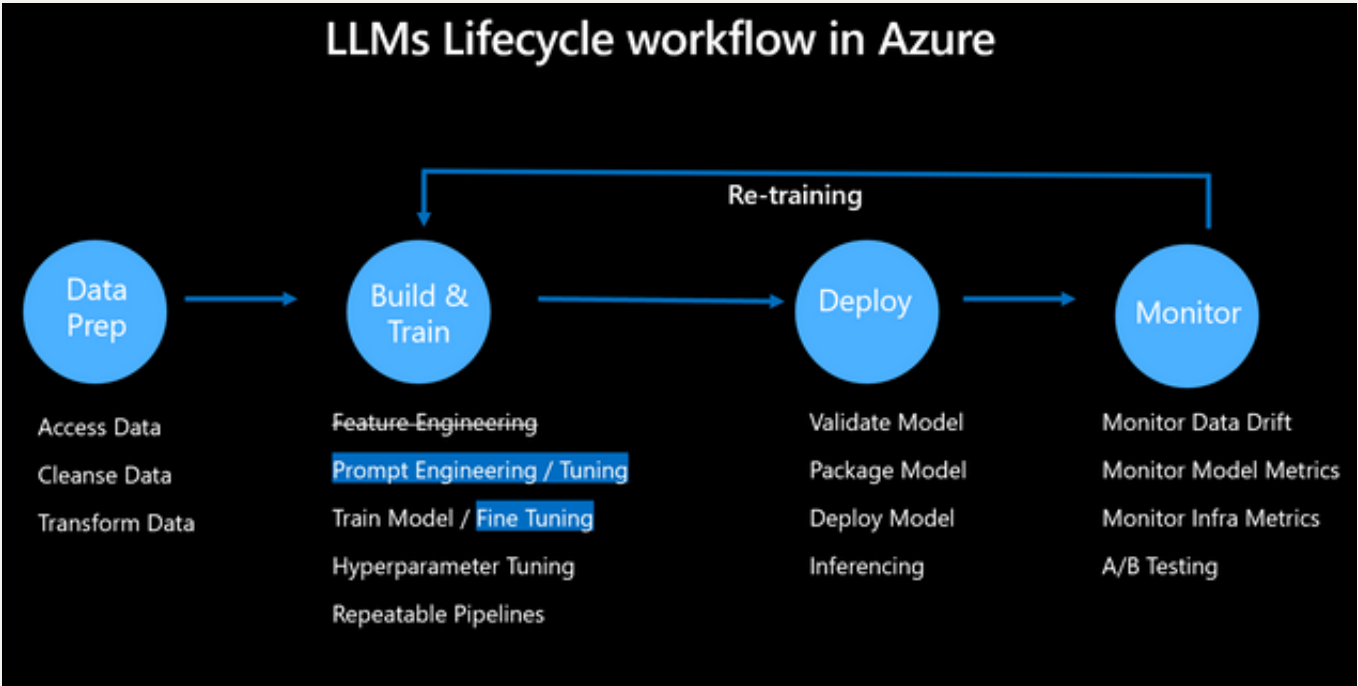 LLMs Lifecycle workflow in Azure
Re-training
Data
Prep
Build &
Train
Deploy
Monitor
Access Data
Cleanse Data
Transform Data
Feature Engineering
Prompt Engineering / Tuning
Train Model / Fine Tuning
Hyperparameter Tuning
Repeatable Pipelines
Validate Model
Package Model
Deploy Model
Inferencing
Monitor Data Drift
Monitor Model Metrics
Monitor Infra Metrics
A/B Testing